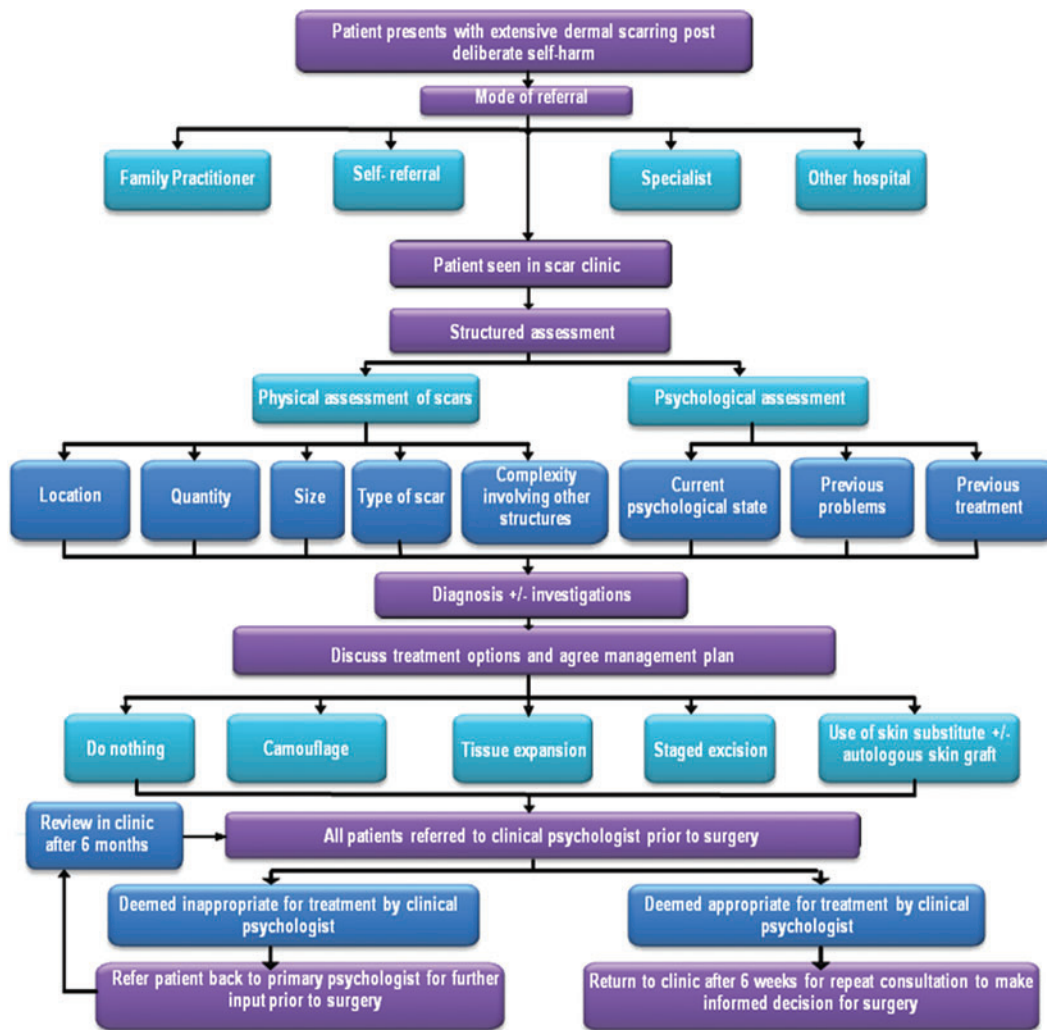 Patient presents with extensive dermal scarring post
deliberate self-harm
Mode of referral
Family Practitioner
Self- referral
Specialist
Other hospital
Patient seen in scar clinic
Structured assessment
Physical assessment of scars
Psychological assessment
Location
Quantity
Size
Type of scar
Complexity
involving other
structures
Current
psychological state
Previous
problems
Previous
treatment
Diagnosis +/- investigations
Discuss treatment options and agree management plan
Do nothing
Camouflage
Tissue expansion
Staged excision
Use of skin substitute +/-
autologous skin graft
Review in clinic
after 6 months
All patients referred to clinical psychologist prior to surgery
Deemed inappropriate for treatment by clinical
psychologist
Deemed appropriate for treatment by clinical
psychologist
Refer patient back to primary psychologist for further
input prior to surgery
Return to clinic after 6 weeks for repeat consultation to make
informed decision for surgery